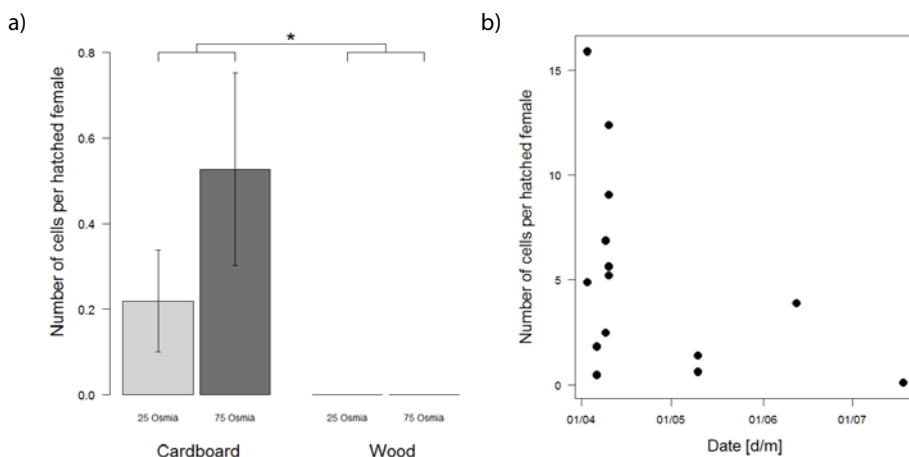 a)
*
Number of cells per hatched female
0.8
0.6
0.4
0.2
0.0
25 Osmia 75 Osmia 25 Osmia 75 Osmia
Cardboard Wood
b)
Number of cells per hatched female
15
10
5
0
01/04 01/05 01/06 01/07
Date [d/m]